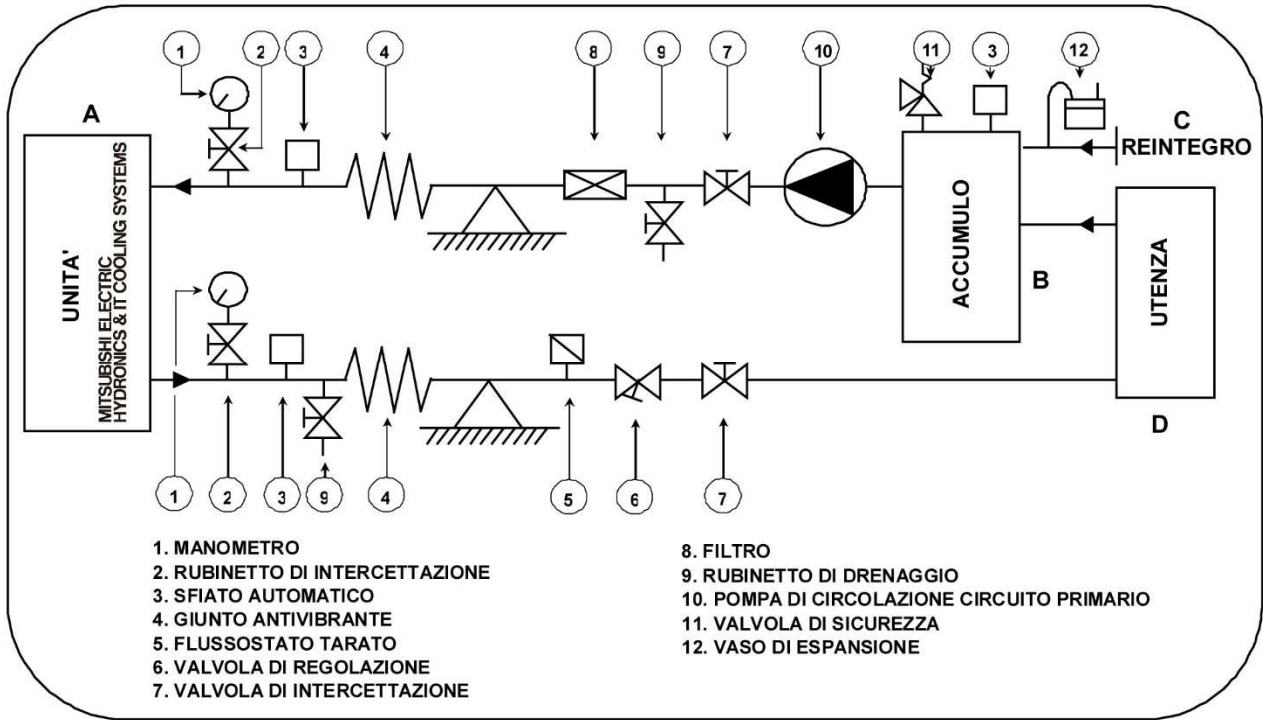 1 2 3 4 8 9 7 10 11 3 12
A
C
REINTEGRO
UNITA'
MITSUBISHI ELECTRIC
HYDRONICS & IT COOLING SYSTEMS
ACCUMULO
B
UTENZA
D
1 2 3 9 4 5 6 7
1. MANOMETRO
2. RUBINETTO DI INTERCETTAZIONE
3. SFIATO AUTOMATICO
4. GIUNTO ANTIVIBRANTE
5. FLUSSOSTATO TARATO
6. VALVOLA DI REGOLAZIONE
7. VALVOLA DI INTERCETTAZIONE
8. FILTRO
9. RUBINETTO DI DRENAGGIO
10. POMPA DI CIRCOLAZIONE CIRCUITO PRIMARIO
11. VALVOLA DI SICUREZZA
12. VASO DI ESPANSIONE